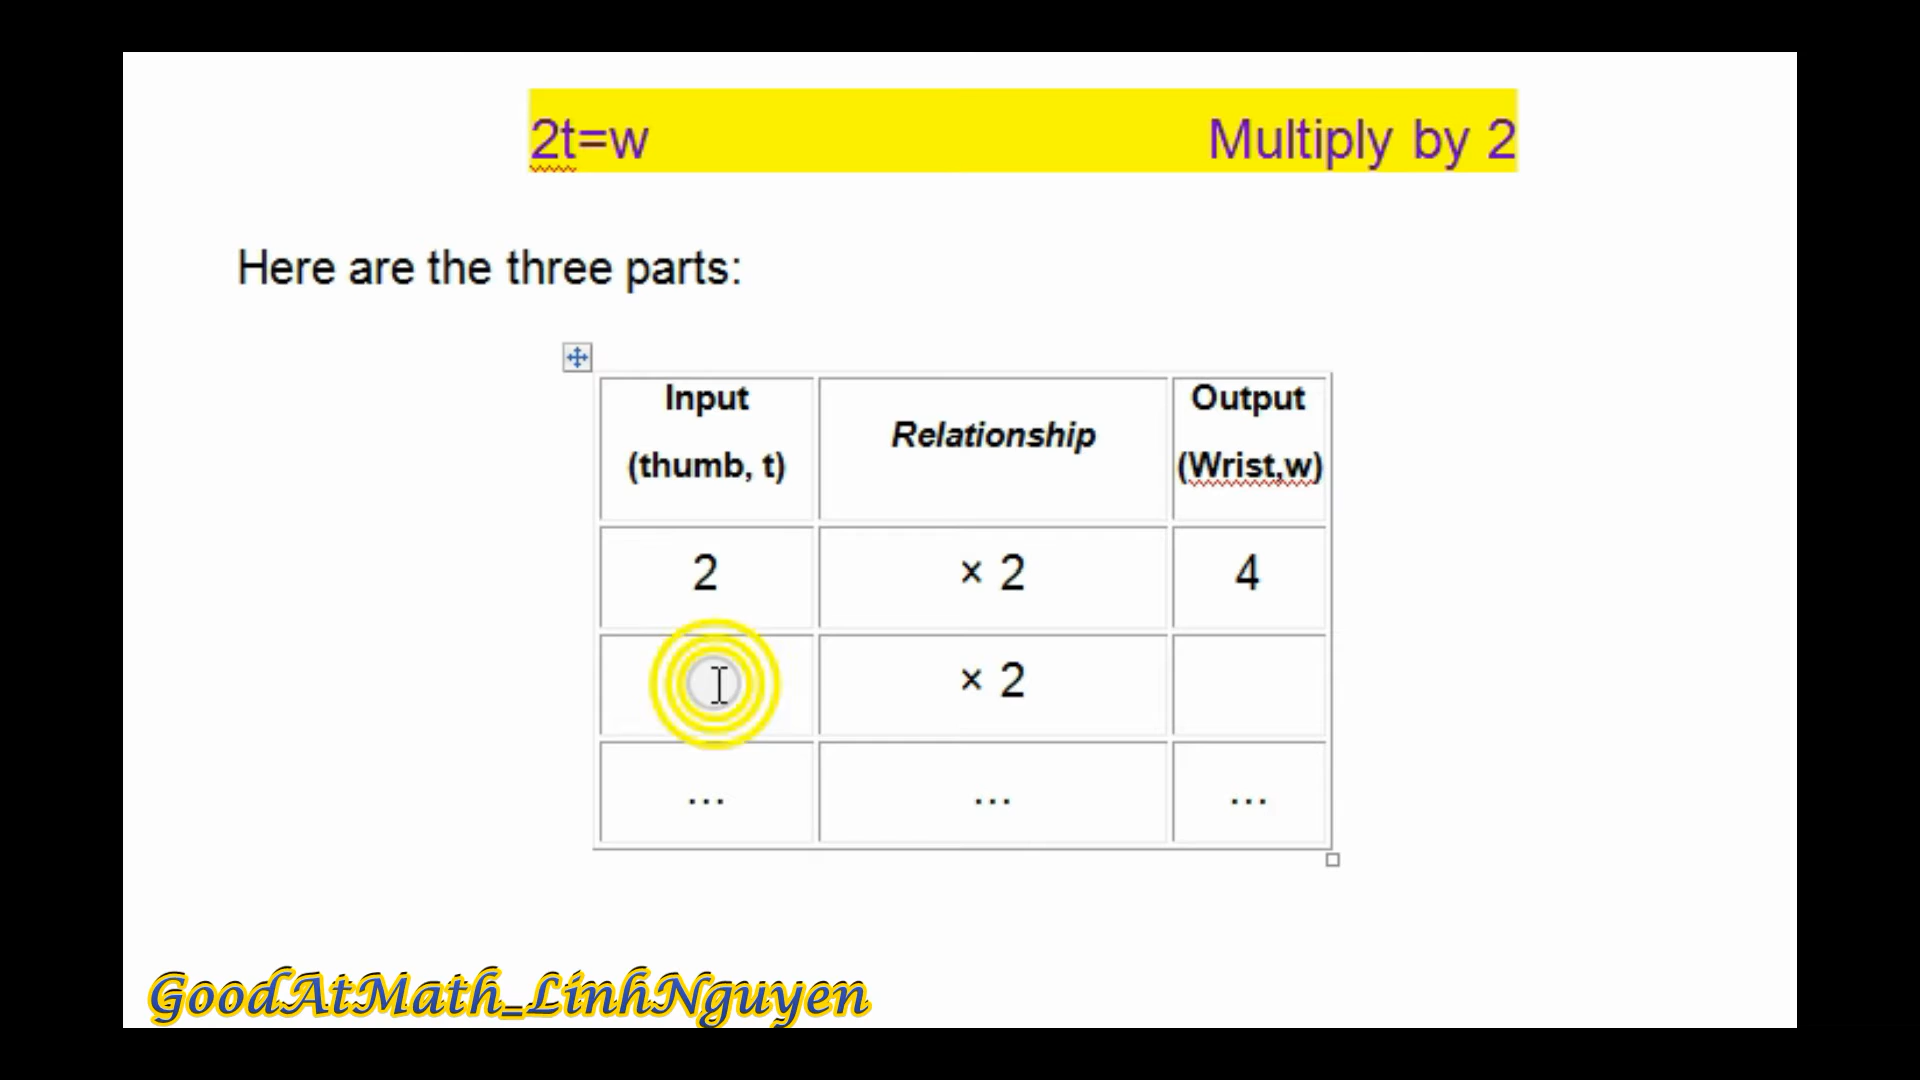 2t=w Multiply by 2
Here are the three parts:
Input Relationship Output
(thumb, t) (Wrist,w)
2 × 2 4
× 2
... ... ...
GoodAtMath_LinhNguyen